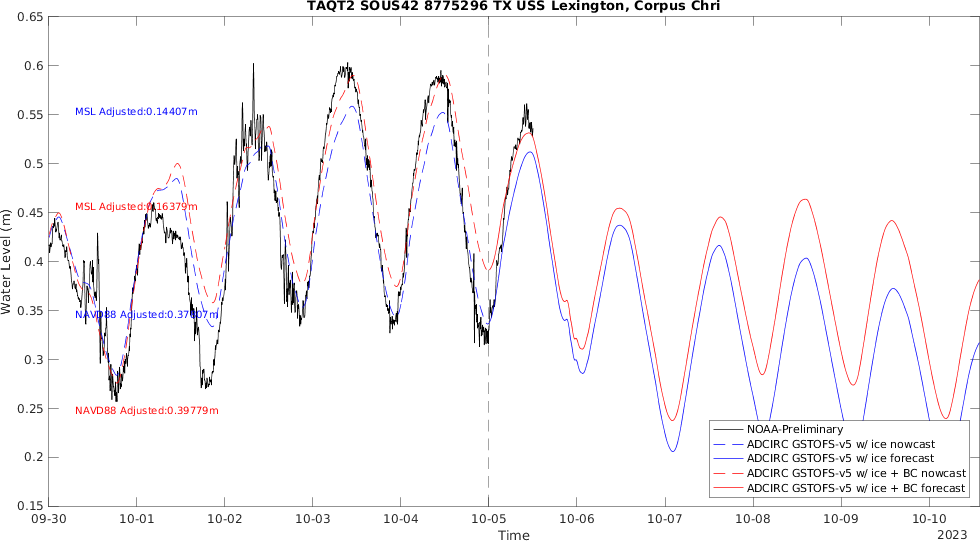 TAQT2 SOUS42 8775296 TX USS Lexington, Corpus Chri
0.65
0.6
0.55
0.5
0.45
0.4
0.35
0.3
0.25
0.2
0.15
Water Level (m)
MSL Adjusted:0.14407m
MSL Adjusted:0.16379m
NAVD88 Adjusted:0.37607m
NAVD88 Adjusted:0.39779m
NOAA-Preliminary
ADCIRC GSTOFS-v5 w/ ice nowcast
ADCIRC GSTOFS-v5 w/ ice forecast
ADCIRC GSTOFS-v5 w/ ice + BC nowcast
ADCIRC GSTOFS-v5 w/ ice + BC forecast
09-30 10-01 10-02 10-03 10-04 10-05 10-06 10-07 10-08 10-09 10-10
Time
2023